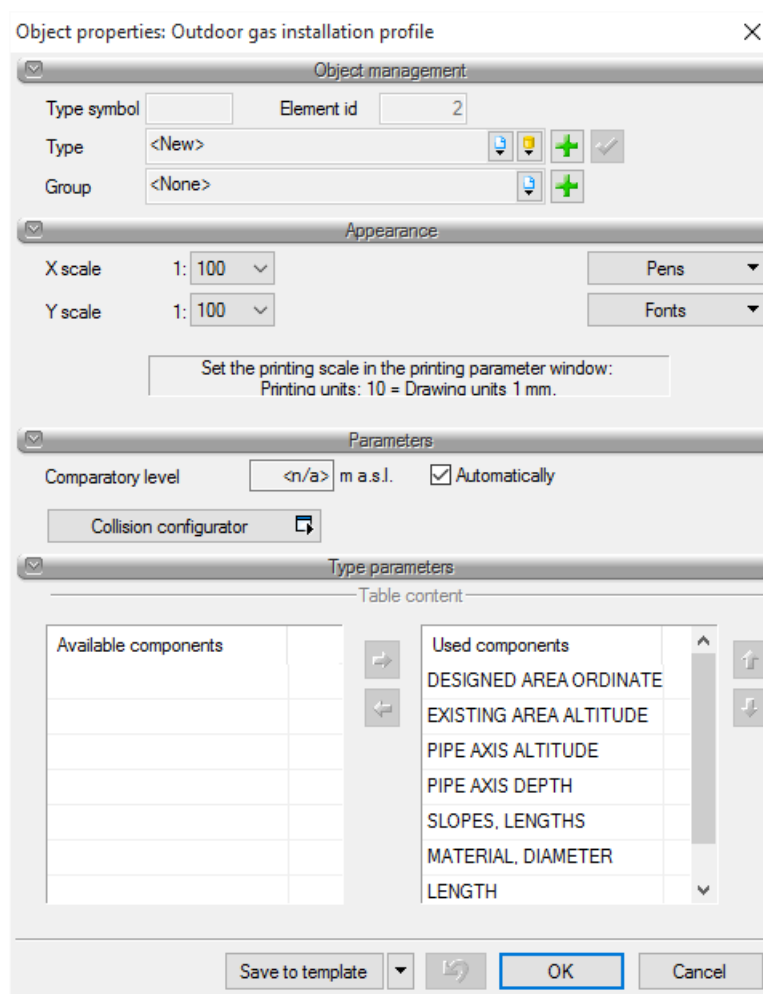 Object properties: Outdoor gas installation profile
Object management
Type symbol Element id 2
Type <New>
Group <None>
Appearance
X scale 1: 100 Pens
Y scale 1: 100 Fonts
Set the printing scale in the printing parameter window:
Printing units: 10 = Drawing units 1 mm.
Parameters
Comparatory level <n/a> m a.s.l. Automatically
Collision configurator
Type parameters
Table content
Available components Used components
DESIGNED AREA ORDINATE
EXISTING AREA ALTITUDE
PIPE AXIS ALTITUDE
PIPE AXIS DEPTH
SLOPES, LENGTHS
MATERIAL, DIAMETER
LENGTH
Save to template OK Cancel